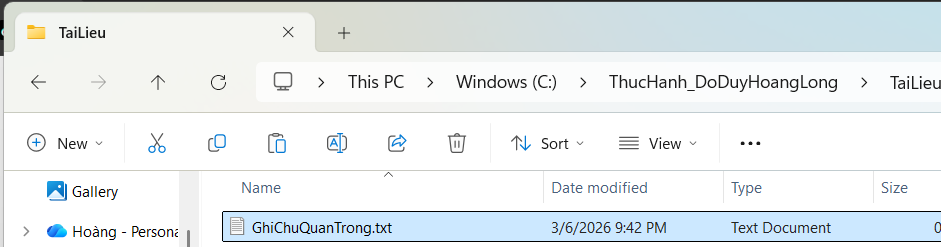 TaiLieu
This PC > Windows (C:) > ThucHanh_DoDuyHoangLong > TaiLieu
New Sort View
Gallery
Name Date modified Type Size
Hoàng - Persona
GhiChuQuanTrong.txt 3/6/2026 9:42 PM Text Document 0